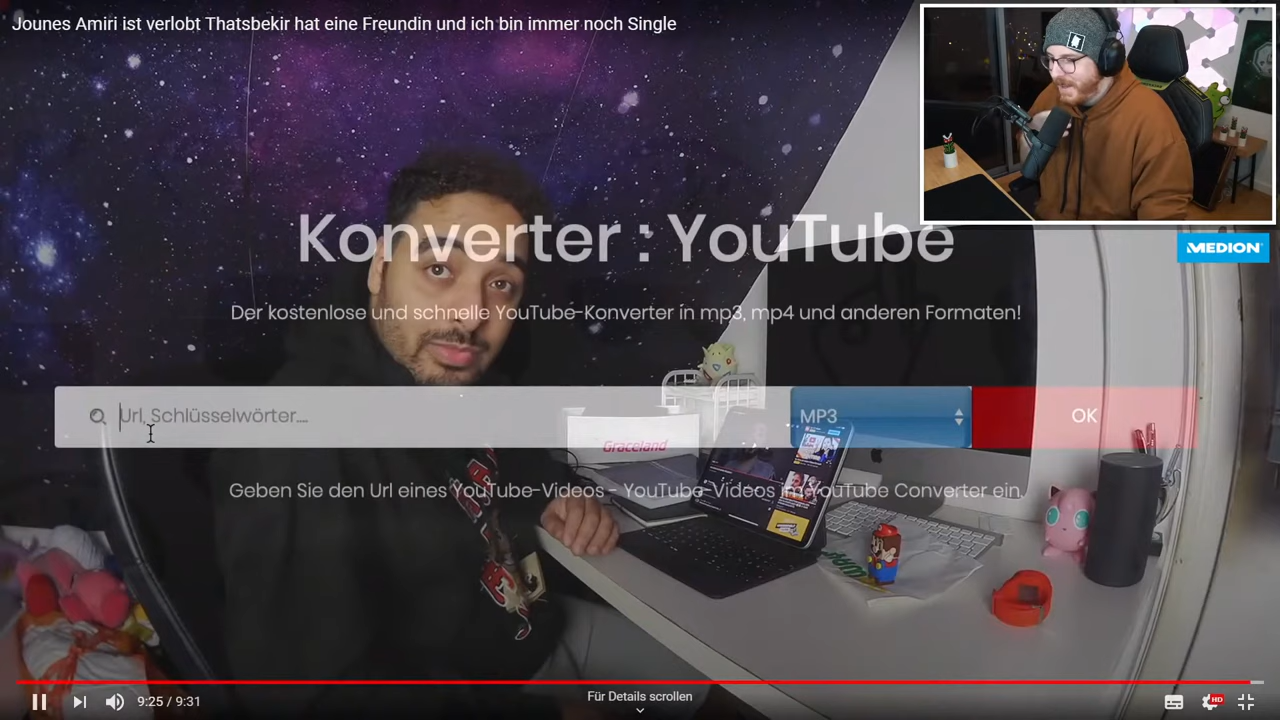 Jounes Amiri ist verlobt Thatsbekir hat eine Freundin und ich bin immer noch Single
MEDION
Konverter : YouTube
Der kostenlose und schnelle YouTube-Konverter in mp3, mp4 und anderen Formaten!
Url, Schlüsselwörter....
MP3
OK
Graceland
Geben Sie den Url eines YouTube-Videos - YouTube-Videos im YouTube Converter ein.
9:25 / 9:31
Für Details scrollen
HD